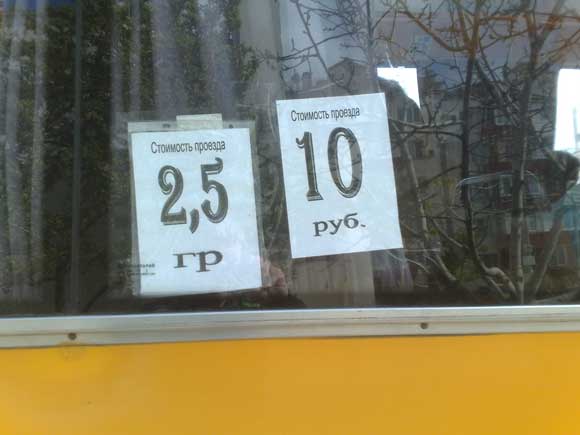 Стоимость проезда
2,5
гр
Стоимость проезда
10
руб.